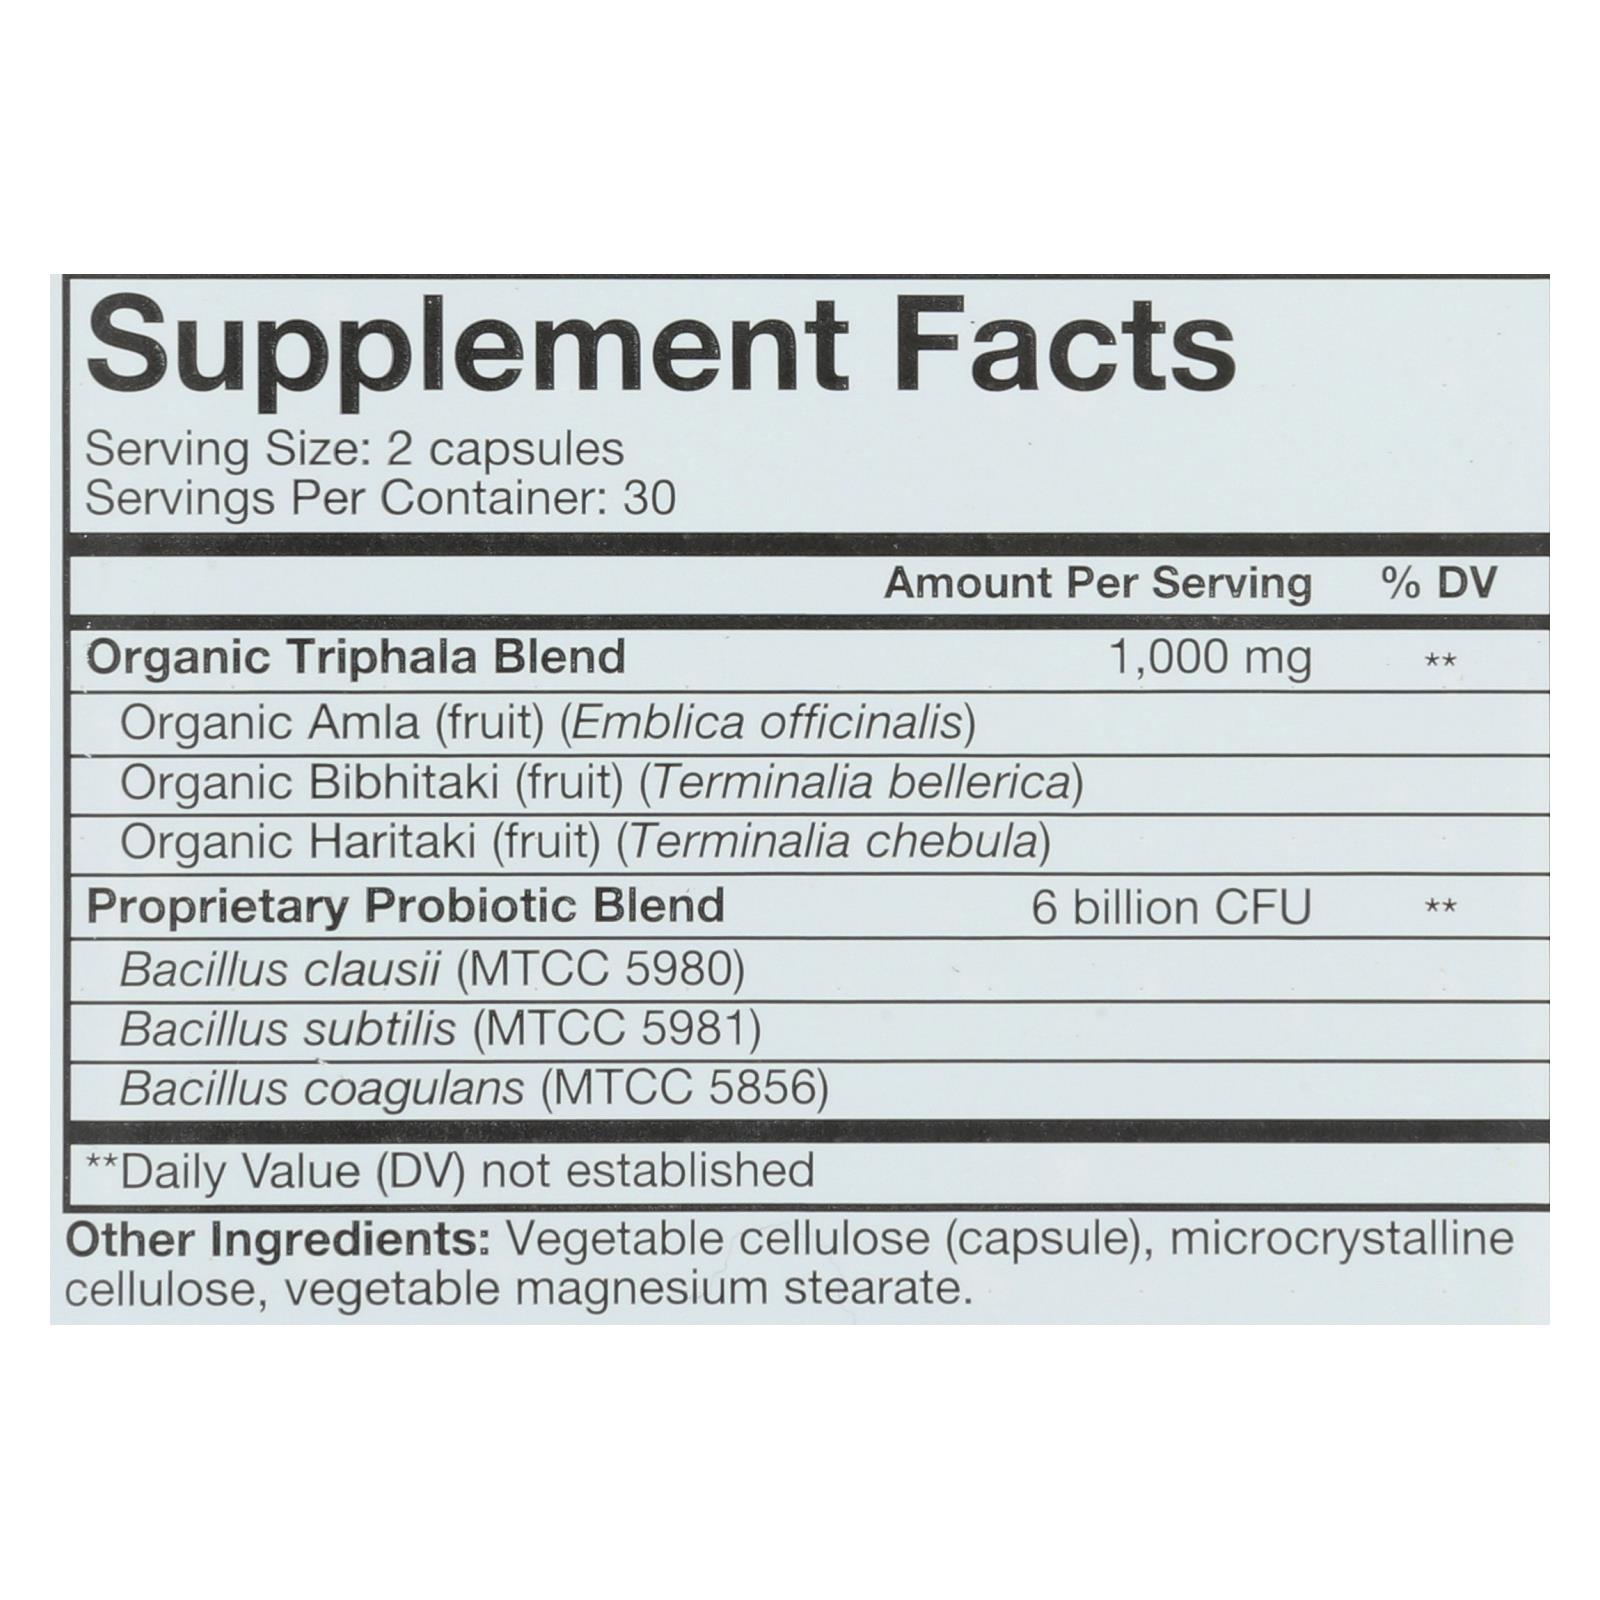 Supplement Facts
Serving Size: 2 capsules
Servings Per Container: 30
Amount Per Serving % DV
Organic Triphala Blend 1,000 mg **
Organic Amla (fruit) (Emblica officinalis)
Organic Bibhitaki (fruit) (Terminalia bellerica)
Organic Haritaki (fruit) (Terminalia chebula)
Proprietary Probiotic Blend 6 billion CFU **
Bacillus clausii (MTCC 5980)
Bacillus subtilis (MTCC 5981)
Bacillus coagulans (MTCC 5856)
**Daily Value (DV) not established
Other Ingredients: Vegetable cellulose (capsule), microcrystalline
cellulose, vegetable magnesium stearate.